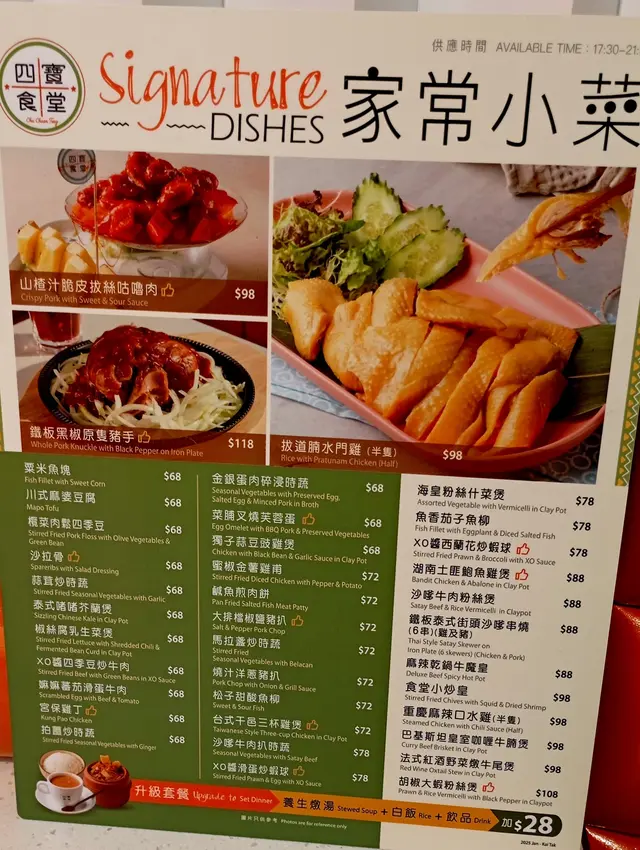 供應時間 AVAILABLE TIME : 17:30-21:
四寶食堂
Signature
DISHES
家常小菜
山楂汁脆皮拔絲咕嚕肉
Crispy Pork with Sweet & Sour Sauce
$98
鐵板黑椒原隻豬手
Whole Pork Knuckle with Black Pepper on Iron Plate
$118
拔道腩水門雞 (半隻)
Rice with Pratunam Chicken (Half)
$98
粟米魚塊 $68
Fish Fillet with Sweet Corn
川式麻婆豆腐 $68
Mapo Tofu
欖菜肉鬆四季豆 $68
Stirred Fried Pork Floss with Olive Vegetables &
Green Bean
沙拉骨 $68
Spareribs with Salad Dressing
蒜茸炒時蔬 $68
Stirred Fried Seasonal Vegetables with Garlic
泰式啫啫芥蘭煲 $68
Sizzling Chinese Kale in Clay Pot
椒絲腐乳生菜煲 $68
Stirred Fried Lettuce with Shredded Chili &
Fermented Bean Curd in Clay Pot
XO醬四季豆炒牛肉 $68
Stirred Fried Beef with Green Beans in XO Sauce
嫲嫲蕃茄滑蛋牛肉 $68
Scrambled Egg with Beef & Tomato
宮保雞丁 $68
Kung Pao Chicken
拍薑炒時蔬 $68
Stirred Fried Seasonal Vegetables with Ginger
金銀蛋肉碎浸時蔬 $68
Seasonal Vegetables with Preserved Egg,
Salted Egg & Minced Pork in Broth
菜脯叉燒芙蓉蛋 $68
Egg Omelet with BBQ Pork & Preserved Vegetables
獨子蒜豆豉雞煲 $68
Chicken with Black Bean & Garlic Sauce in Clay Pot
蜜椒金薯雞甫 $72
Stirred Fried Diced Chicken with Pepper & Potato
鹹魚煎肉餅 $72
Pan Fried Salted Fish Meat Patty
大排檔椒鹽豬扒 $72
Salt & Pepper Pork Chop
馬拉盞炒時蔬 $72
Stirred Fried
Seasonal Vegetables with Belacan
燒汁洋蔥豬扒 $72
Pork Chop with Onion & Grill Sauce
松子甜酸魚柳 $72
Sweet & Sour Fish
台式干邑三杯雞煲 $72
Taiwanese Style Three-cup Chicken in Clay Pot
沙嗲牛肉扒時蔬 $78
Seasonal Vegetables with Satay Beef
XO醬滑蛋炒蝦球 $78
Stirred Fried Prawn & Egg with XO Sauce
海皇粉絲什菜煲 $78
Assorted Vegetable with Vermicelli in Clay Pot
魚香茄子魚柳 $78
Fish Fillet with Eggplant & Diced Salted Fish
XO醬西蘭花炒蝦球 $78
Stirred Fried Prawn & Broccoli with XO Sauce
湖南土匪鮑魚雞煲 $88
Bandit Chicken & Abalone in Clay Pot
沙嗲牛肉粉絲煲 $88
Satay Beef & Rice Vermicelli in Claypot
鐵板泰式街頭沙嗲串燒 $88
(6串)(雞及豬)
Thai Style Satay Skewer on
Iron Plate (6 skewers) (Chicken & Pork)
麻辣乾鍋牛魔皇 $88
Deluxe Beef Spicy Hot Pot
食堂小炒皇 $98
Stirred Fried Chives with Squid & Dried Shrimp
重慶麻辣口水雞 (半隻) $98
Steamed Chicken with Chili Sauce (Half)
巴基斯坦皇室咖喱牛腩煲 $98
Curry Beef Brisket in Clay Pot
法式紅酒野菜燉牛尾煲 $98
Red Wine Oxtail Stew in Clay Pot
胡椒大蝦粉絲煲 $108
Prawn & Rice Vermicelli with Black Pepper in Claypot
升級套餐 Upgrade to Set Dinner 養生燉湯 Stewed Soup + 白飯 Rice + 飲品 Drink 加$28
圖片只供參考 Photos are for reference only
2025 Jan - Kai Tak